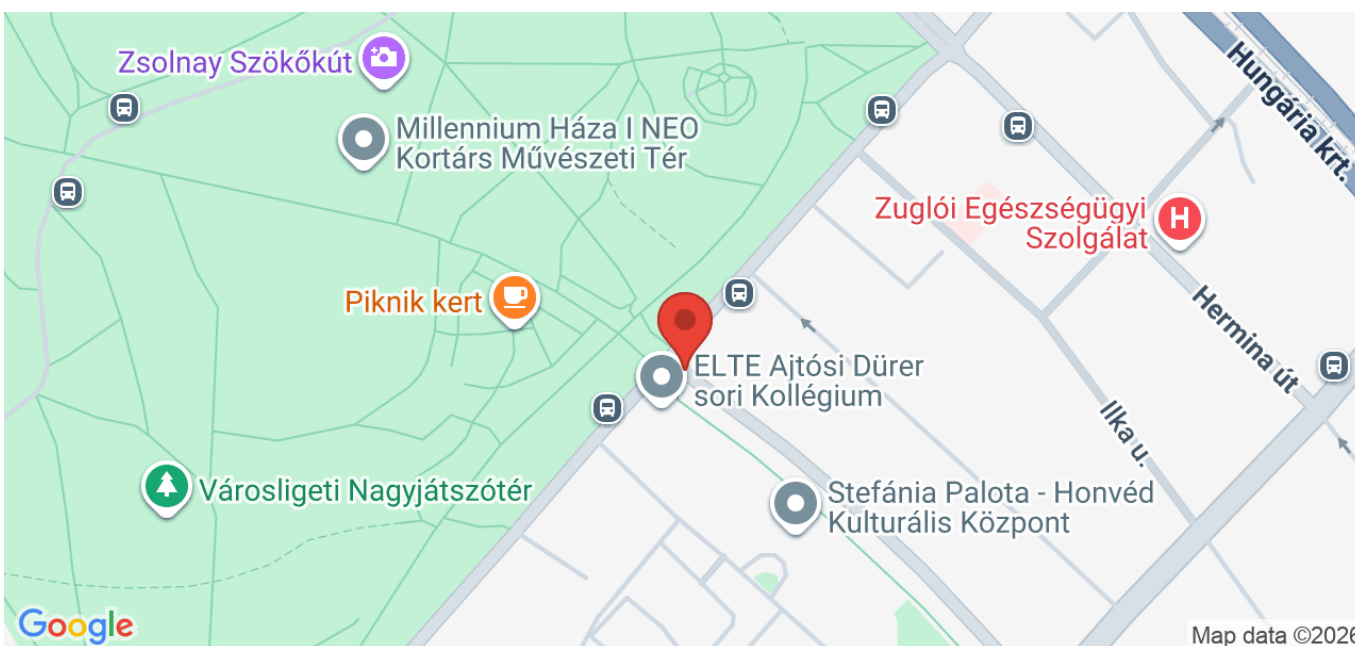 Zsolnay Szökőkút
Millennium Háza I NEO
Kortárs Művészeti Tér
Hungária krt.
Zuglói Egészségügyi
Szolgálat
H
Piknik kert
Hermina út
ELTE Ajtósi Dürer
sori Kollégium
Ilka u.
Városligeti Nagyjátszótér
Stefánia Palota - Honvéd
Kulturális Központ
Google
Map data ©2026